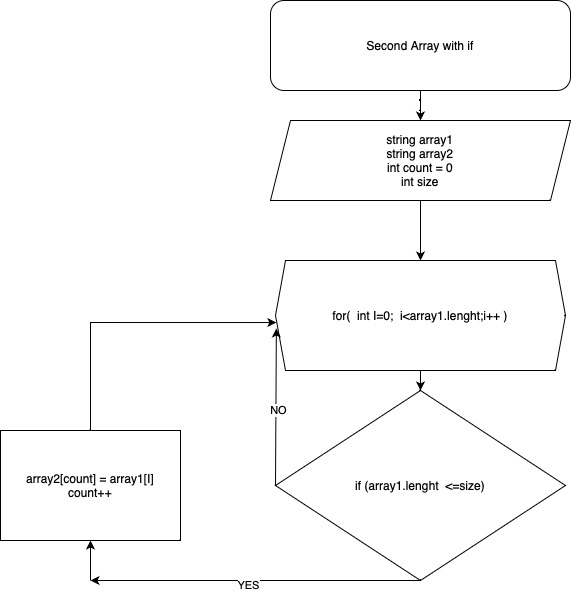 Second Array with if
string array1
string array2
int count = 0
int size
for( int I=0; i<array1.lenght;i++ )
NO
if (array1.lenght <=size)
array2[count] = array1[I]
count++
YES